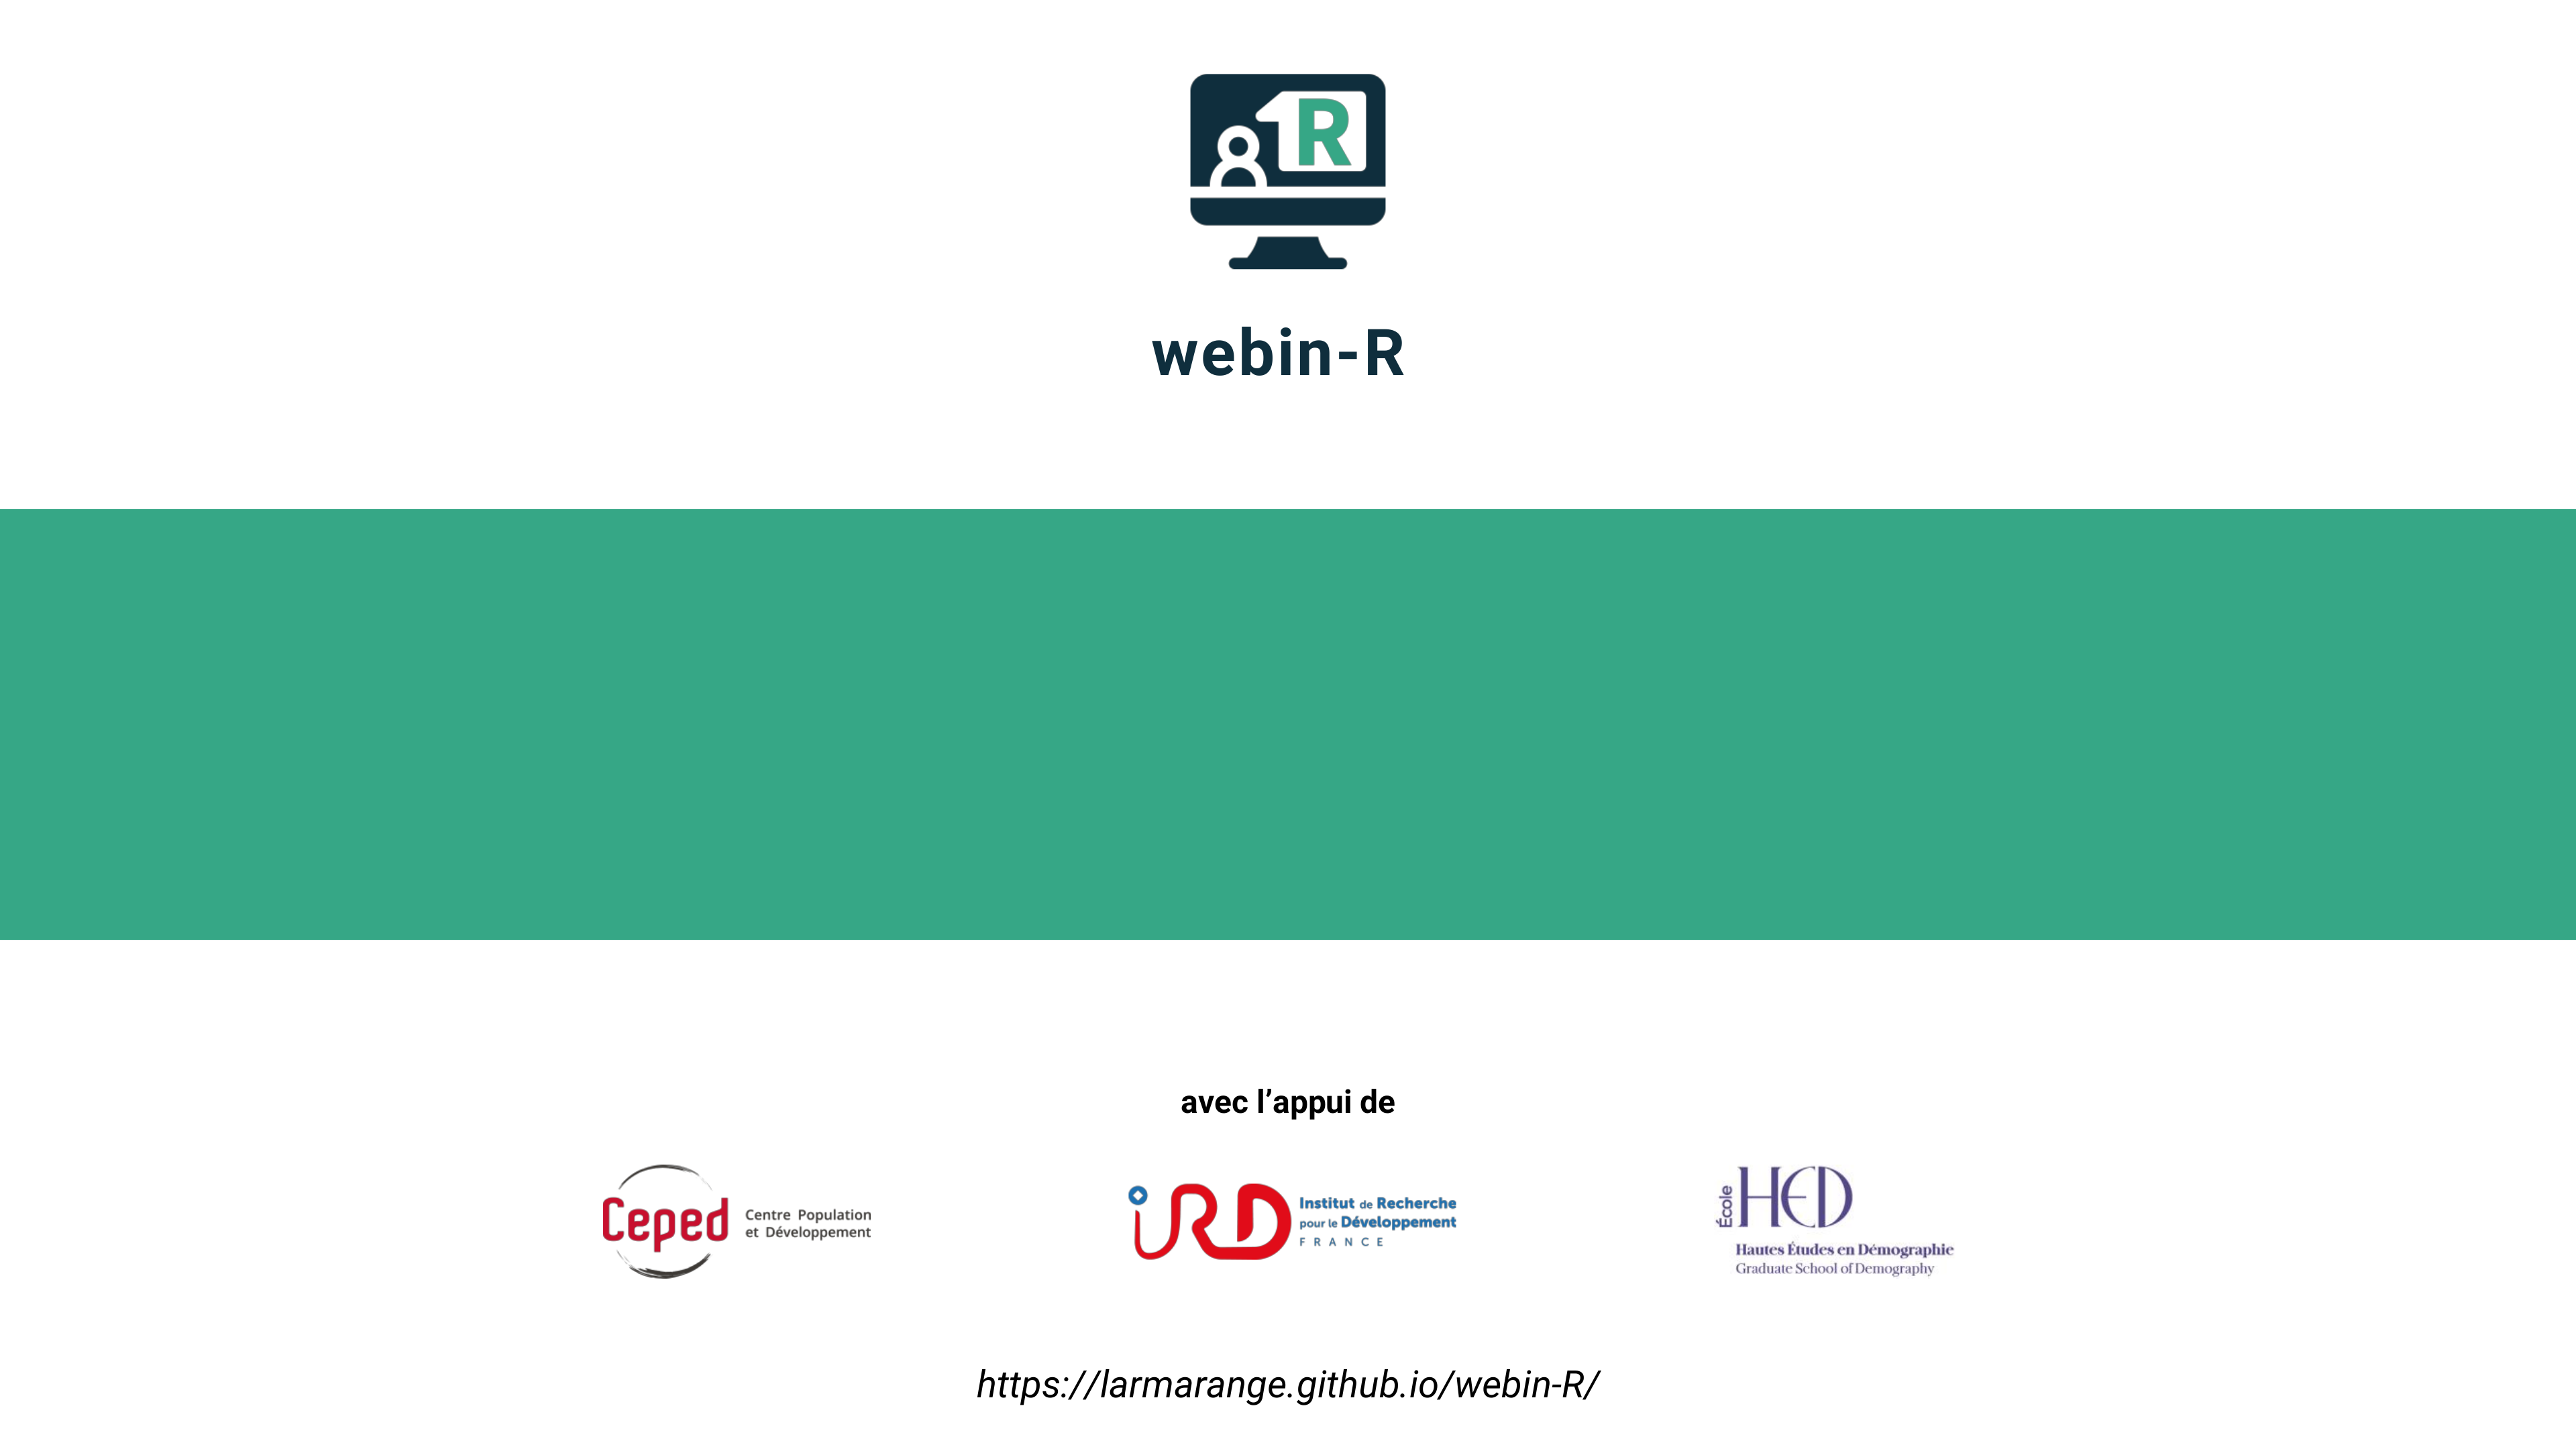 R
webin-R
avec l’appui de
Ceped
Centre Population
et Développement
iRD
Institut de Recherche
pour le Développement
FRANCE
École
HED
Hautes Études en Démographie
Graduate School of Demography
https://larmarange.github.io/webin-R/